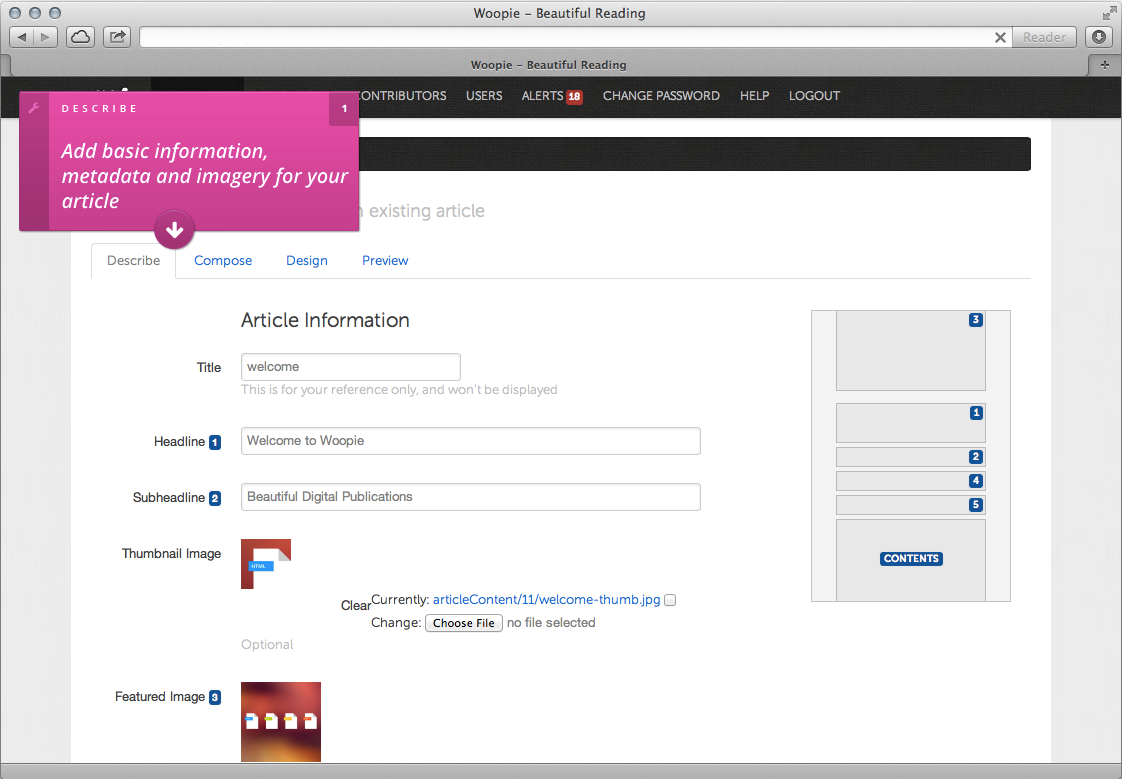 Woopie – Beautiful Reading
Reader
Woopie – Beautiful Reading
CONTRIBUTORS USERS ALERTS 18 CHANGE PASSWORD HELP LOGOUT
DESCRIBE 1
Add basic information,
metadata and imagery for your
article
existing article
Describe Compose Design Preview
Article Information
Title welcome
This is for your reference only, and won't be displayed
Headline 1 Welcome to Woopie
Subheadline 2 Beautiful Digital Publications
Thumbnail Image
HTML
Clear Currently: articleContent/11/welcome-thumb.jpg
Change: Choose File no file selected
Optional
Featured Image 3
3
1
2
4
5
CONTENTS